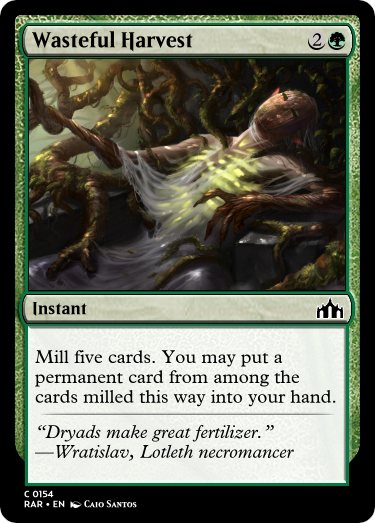 Wasteful Harvest 2
Instant
Mill five cards. You may put a
permanent card from among the
cards milled this way into your hand.
“Dryads make great fertilizer.”
—Wratislav, Lotleth necromancer
C 0154
RAR • EN Caio Santos